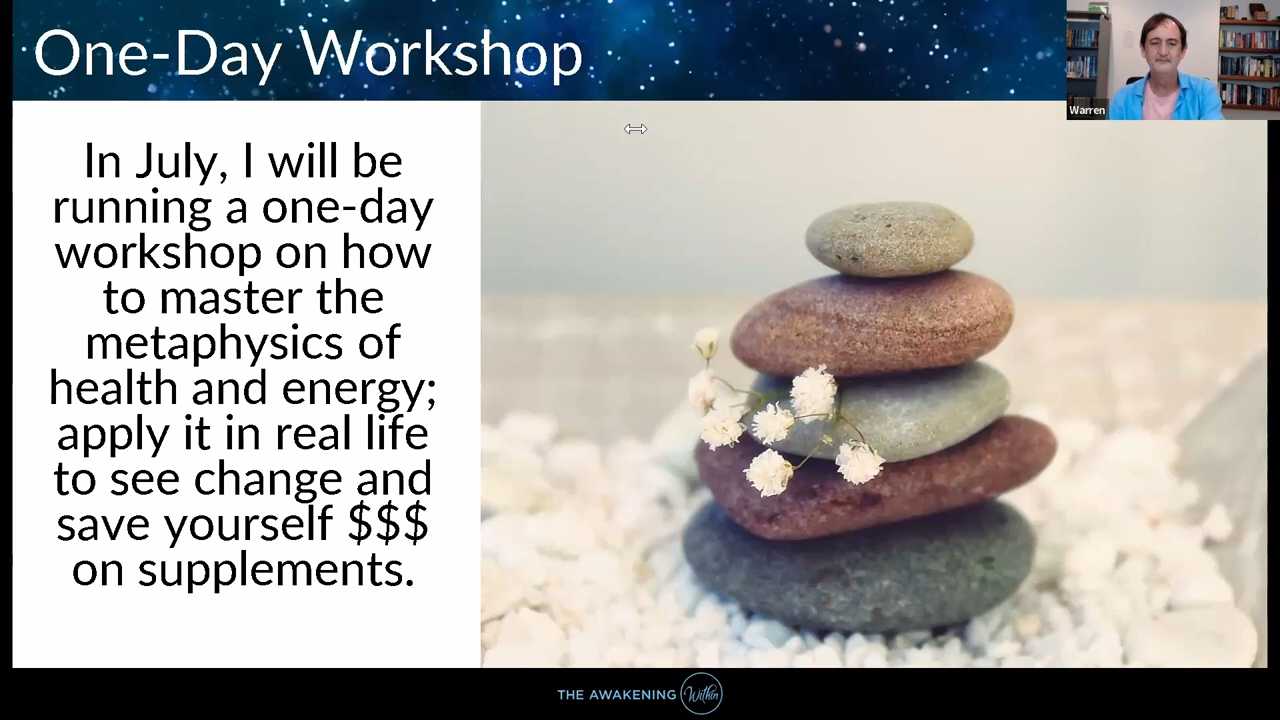 One-Day Workshop
Warren
In July, I will be
running a one-day
workshop on how
to master the
metaphysics of
health and energy;
apply it in real life
to see change and
save yourself $$$
on supplements.
THE AWAKENING Within